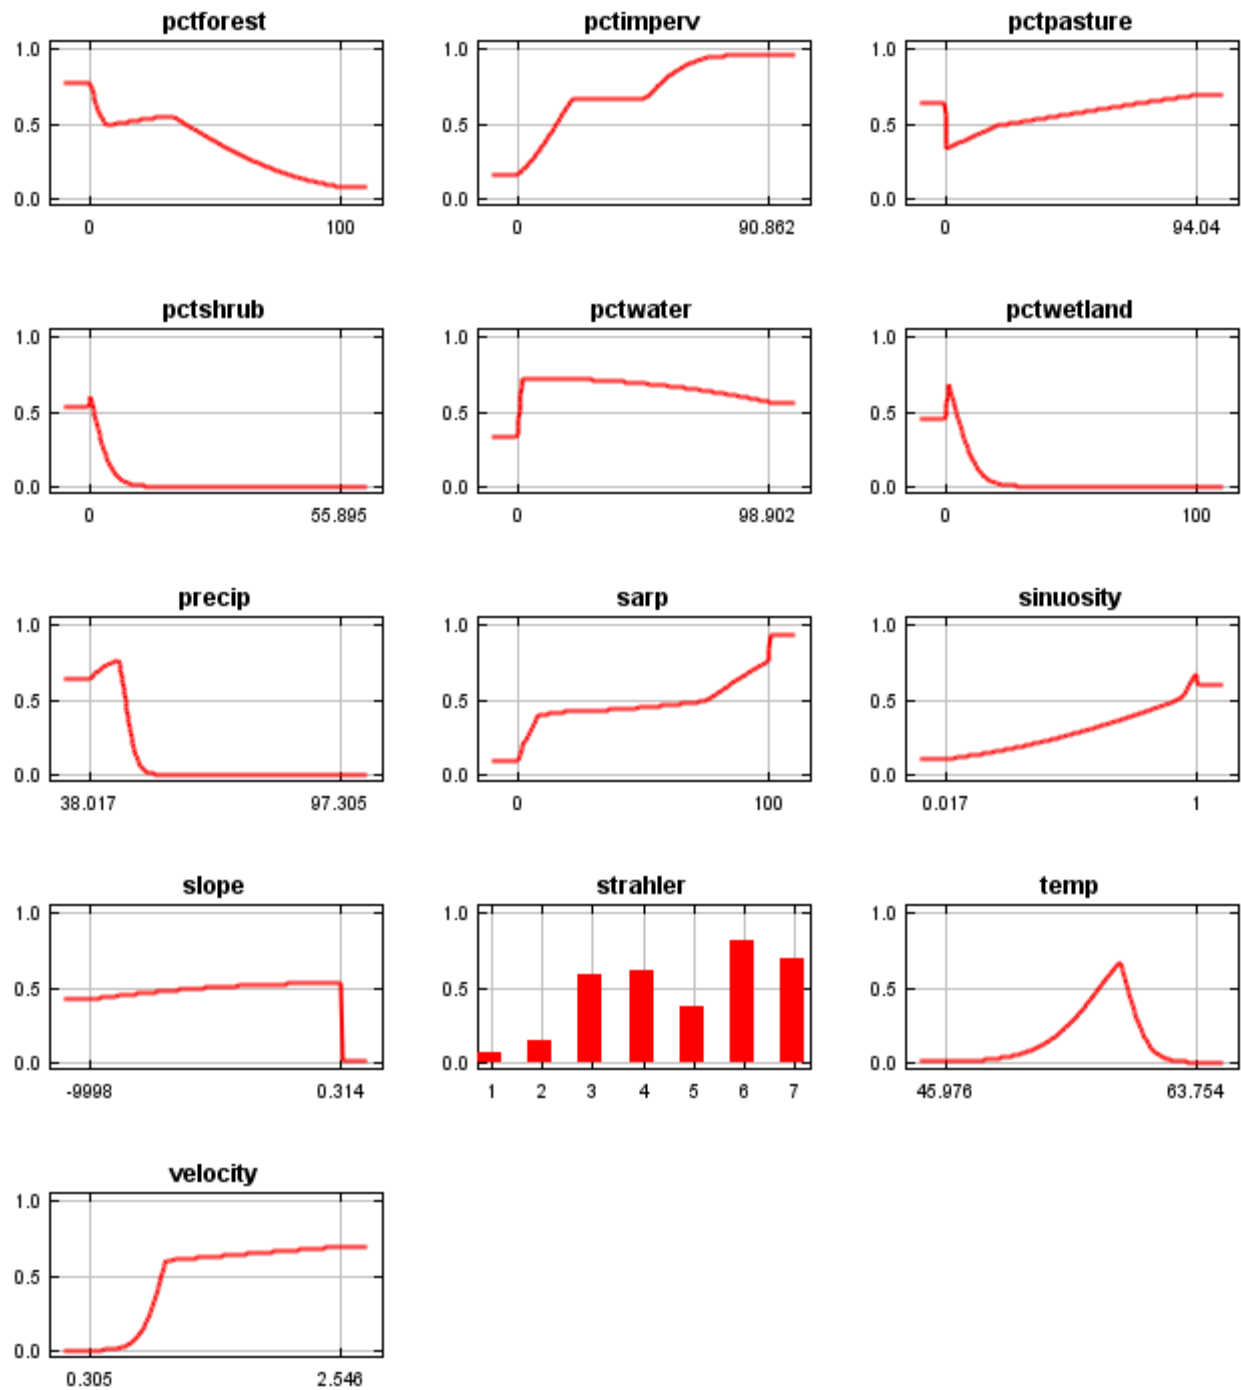 pctforest pctimperv pctpasture
1.0 1.0 1.0
0.5 0.5 0.5
0.0 0.0 0.0
0 100 0 90.862 0 94.04
pctshrub pctwater pctwetland
1.0 1.0 1.0
0.5 0.5 0.5
0.0 0.0 0.0
0 55.895 0 98.902 0 100
precip sarp sinuosity
1.0 1.0 1.0
0.5 0.5 0.5
0.0 0.0 0.0
38.017 97.305 0 100 0.017 1
slope strahler temp
1.0 1.0 1.0
0.5 0.5 0.5
0.0 0.0 0.0
-9998 0.314 1 2 3 4 5 6 7 45.976 63.754
velocity
1.0
0.5
0.0
0.305 2.546